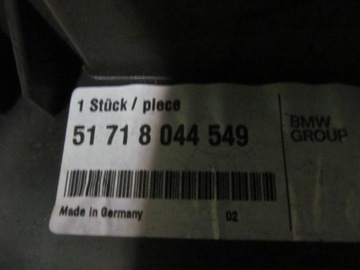 1 Stück / piece
51 71 8 044 549
BMW
GROUP
Made in Germany 02